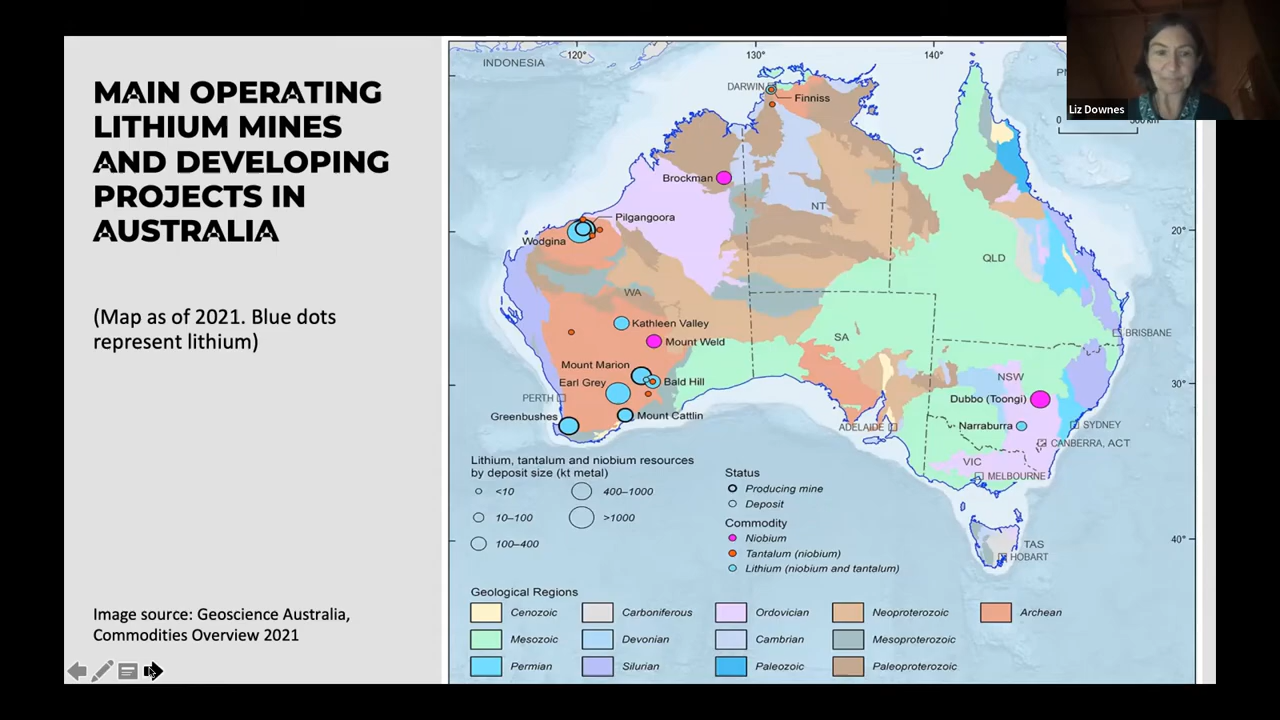 MAIN OPERATING
LITHIUM MINES
AND DEVELOPING
PROJECTS IN
AUSTRALIA
(Map as of 2021. Blue dots
represent lithium)
Image source: Geoscience Australia,
Commodities Overview 2021
120°
130°
140°
INDONESIA
Liz Downes
0
DARWIN
Finniss
Brockman
NT
Pilgangoora
Wodgina
20°
QLD
WA
Kathleen Valley
Mount Weld
SA
BRISBANE
Mount Marion
Earl Grey
Bald Hill
NSW
30°
PERTH
Dubbo (Toongi)
Greenbushes
Mount Cattlin
ADELAIDE
Narraburra
SYDNEY
CANBERRA, ACT
VIC
MELBOURNE
40°
TAS
HOBART
Lithium, tantalum and niobium resources
by deposit size (kt metal)
<10
400–1000
10–100
>1000
100–400
Status
Producing mine
Deposit
Commodity
Niobium
Tantalum (niobium)
Lithium (niobium and tantalum)
Geological Regions
Cenozoic
Carboniferous
Ordovician
Neoproterozoic
Archean
Mesozoic
Devonian
Cambrian
Mesoproterozoic
Permian
Silurian
Paleozoic
Paleoproterozoic